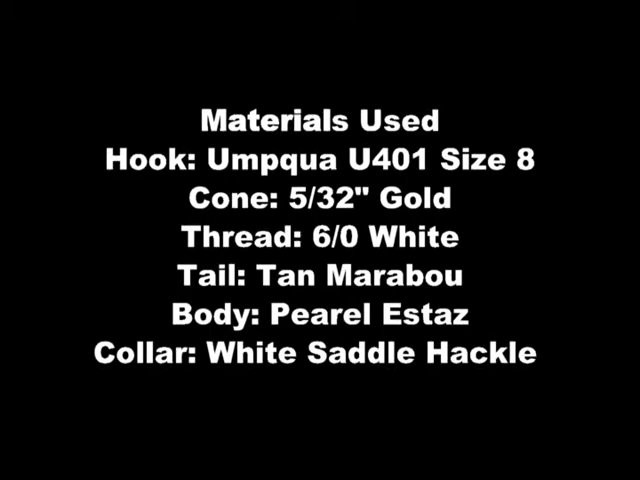 Materials Used
Hook: Umpqua U401 Size 8
Cone: 5/32" Gold
Thread: 6/0 White
Tail: Tan Marabou
Body: Pearel Estaz
Collar: White Saddle Hackle